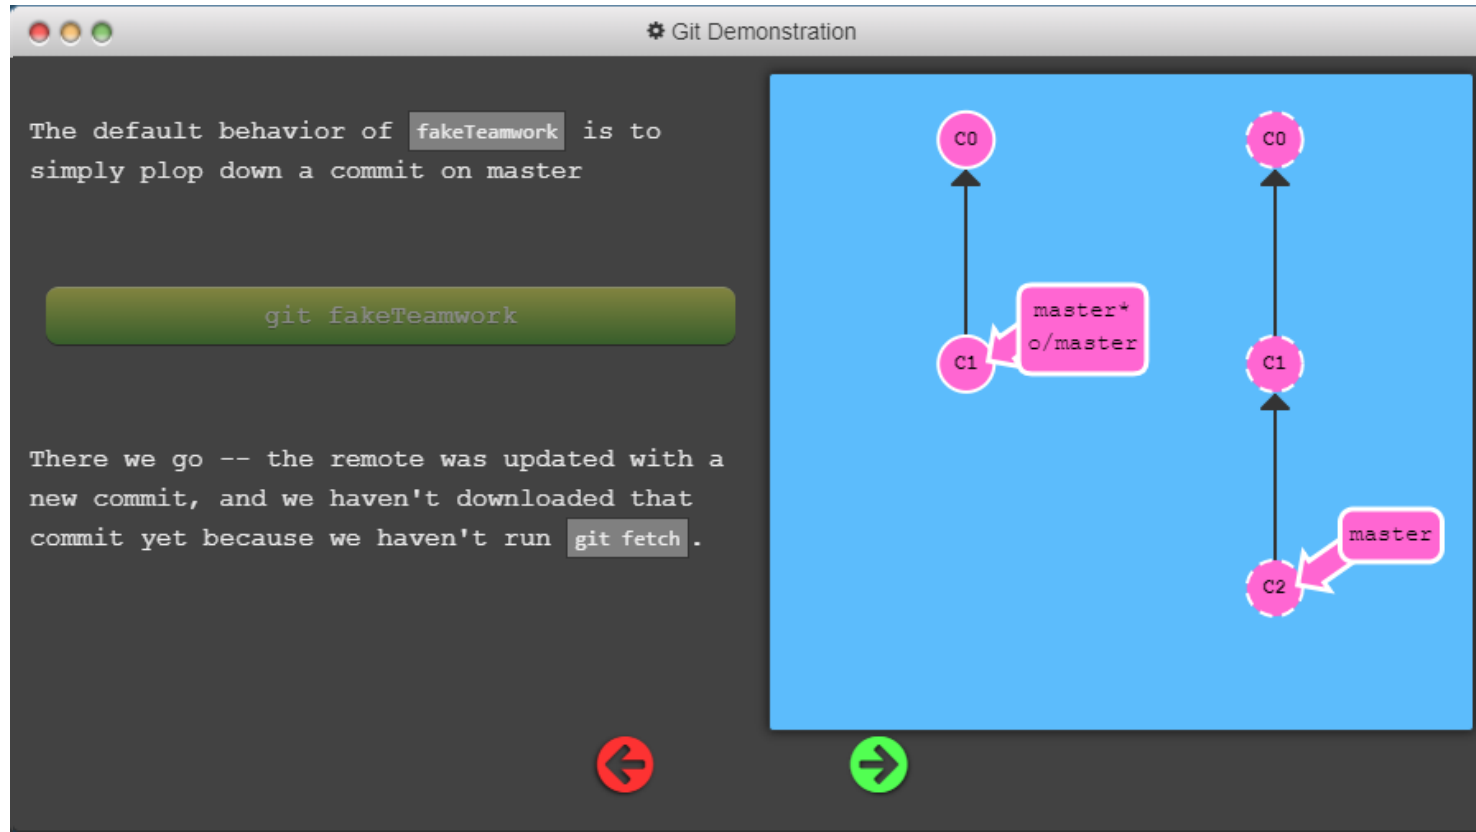 Git Demonstration
The default behavior of fakeTeamwork is to
simply plop down a commit on master
git fakeTeamwork
There we go -- the remote was updated with a
new commit, and we haven't downloaded that
commit yet because we haven't run git fetch.
C0
C1
master*
o/master
C0
C1
C2
master